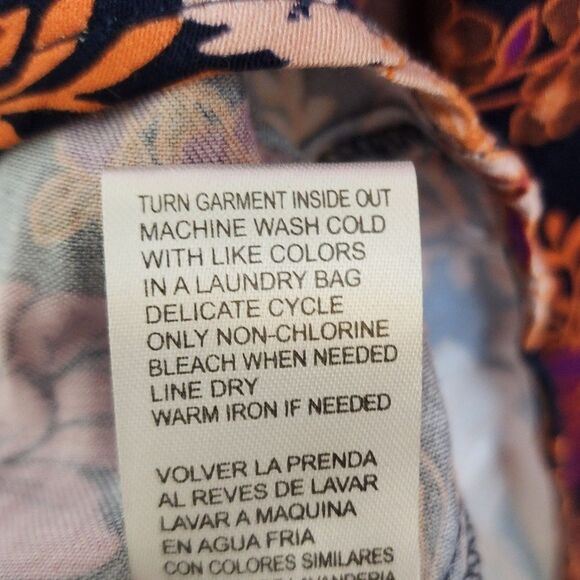 TURN GARMENT INSIDE OUT
MACHINE WASH COLD
WITH LIKE COLORS
IN A LAUNDRY BAG
DELICATE CYCLE
ONLY NON-CHLORINE
BLEACH WHEN NEEDED
LINE DRY
WARM IRON IF NEEDED
VOLVER LA PRENDA
AL REVES DE LAVAR
LAVAR A MAQUINA
EN AGUA FRIA
CON COLORES SIMILARES
LAVANDERIA